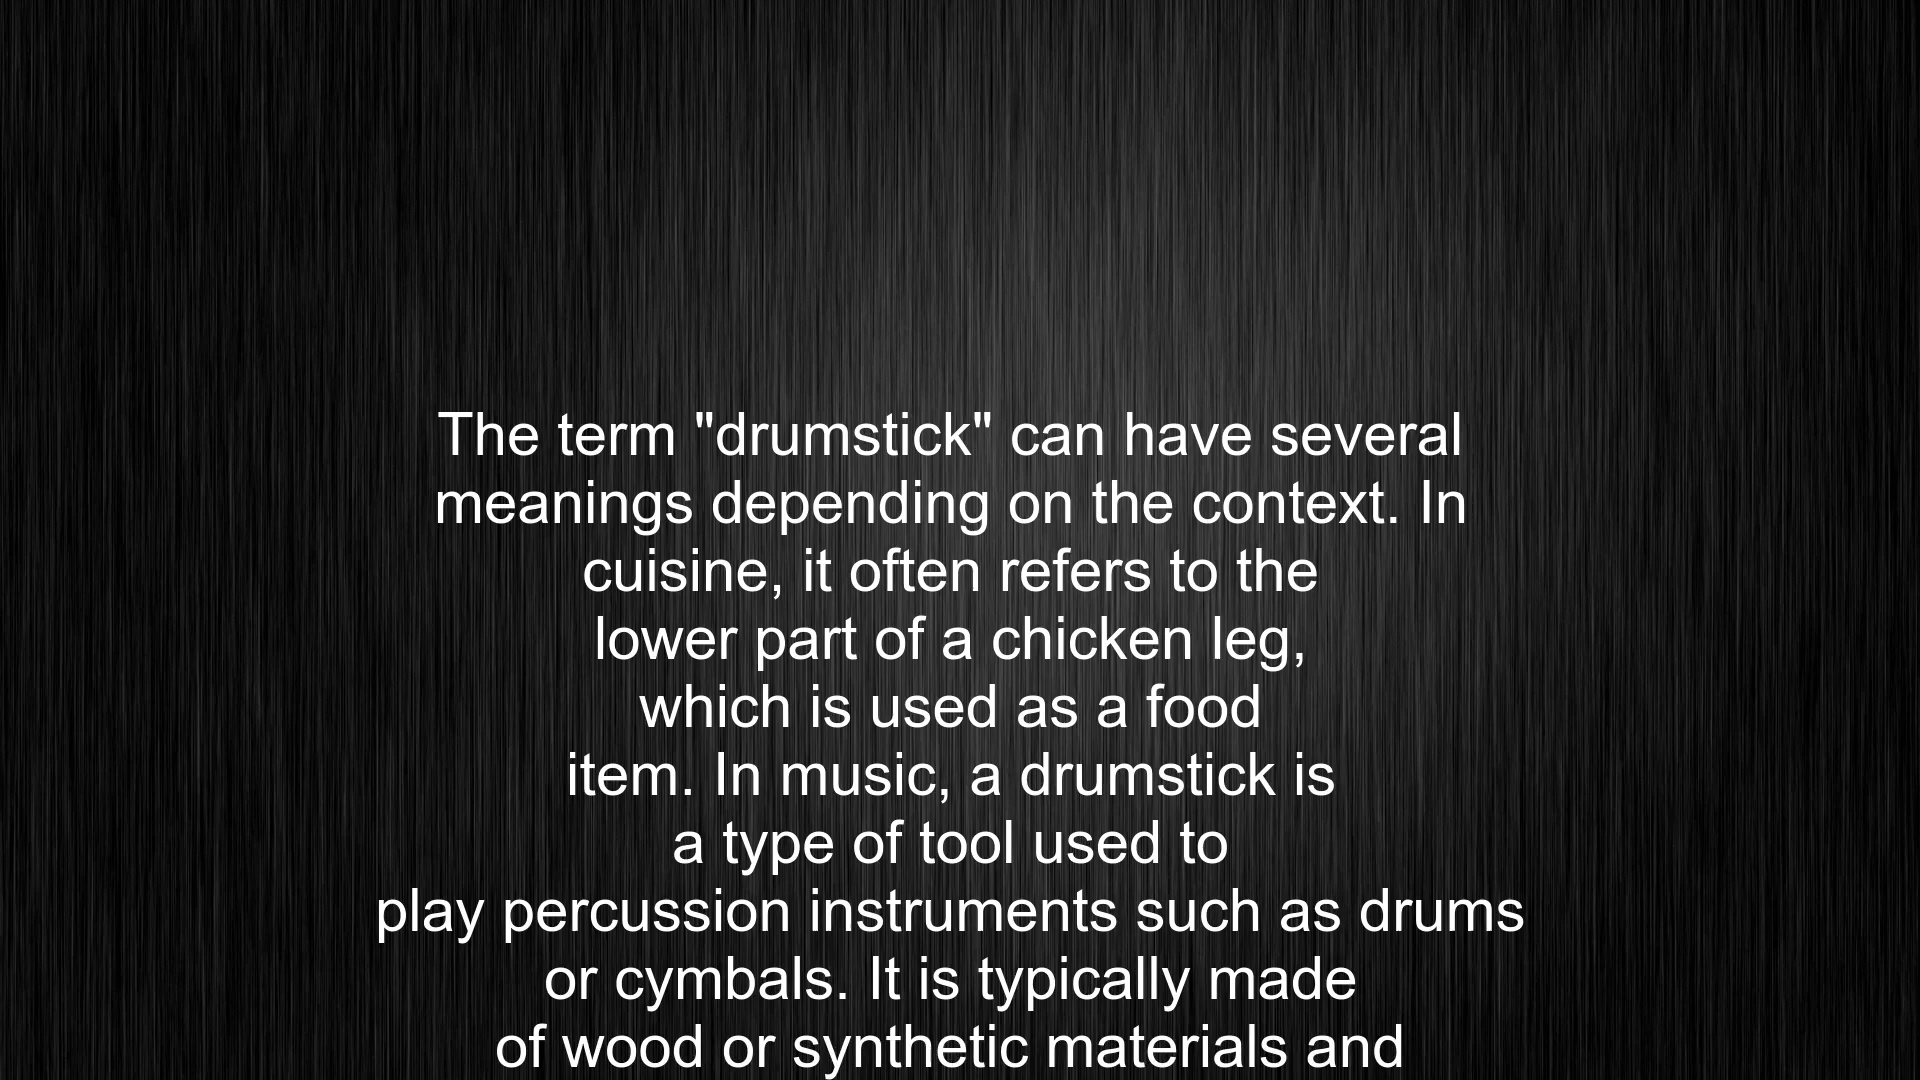 The term "drumstick" can have several
meanings depending on the context. In
cuisine, it often refers to the
lower part of a chicken leg,
which is used as a food
item. In music, a drumstick is
a type of tool used to
play percussion instruments such as drums
or cymbals. It is typically made
of wood or synthetic materials and